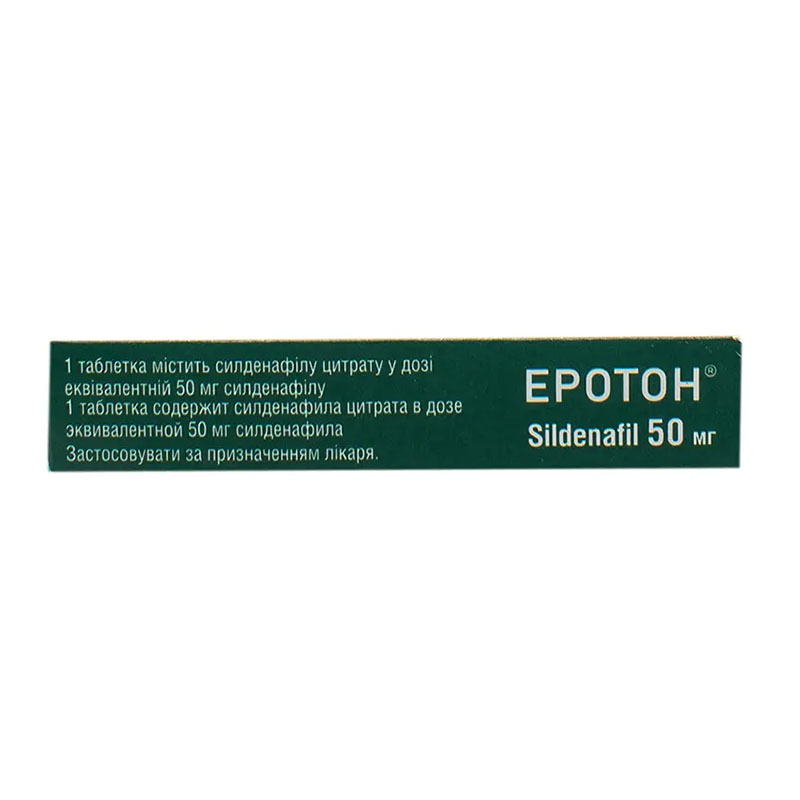 1 таблетка містить силденафілу цитрату у дозі
еквівалентній 50 мг силденафілу
1 таблетка содержит силденафила цитрата в дозе
эквивалентной 50 мг силденафила
Застосовувати за призначенням лікаря.
ЕРОТОН®
Sildenafil 50 мг